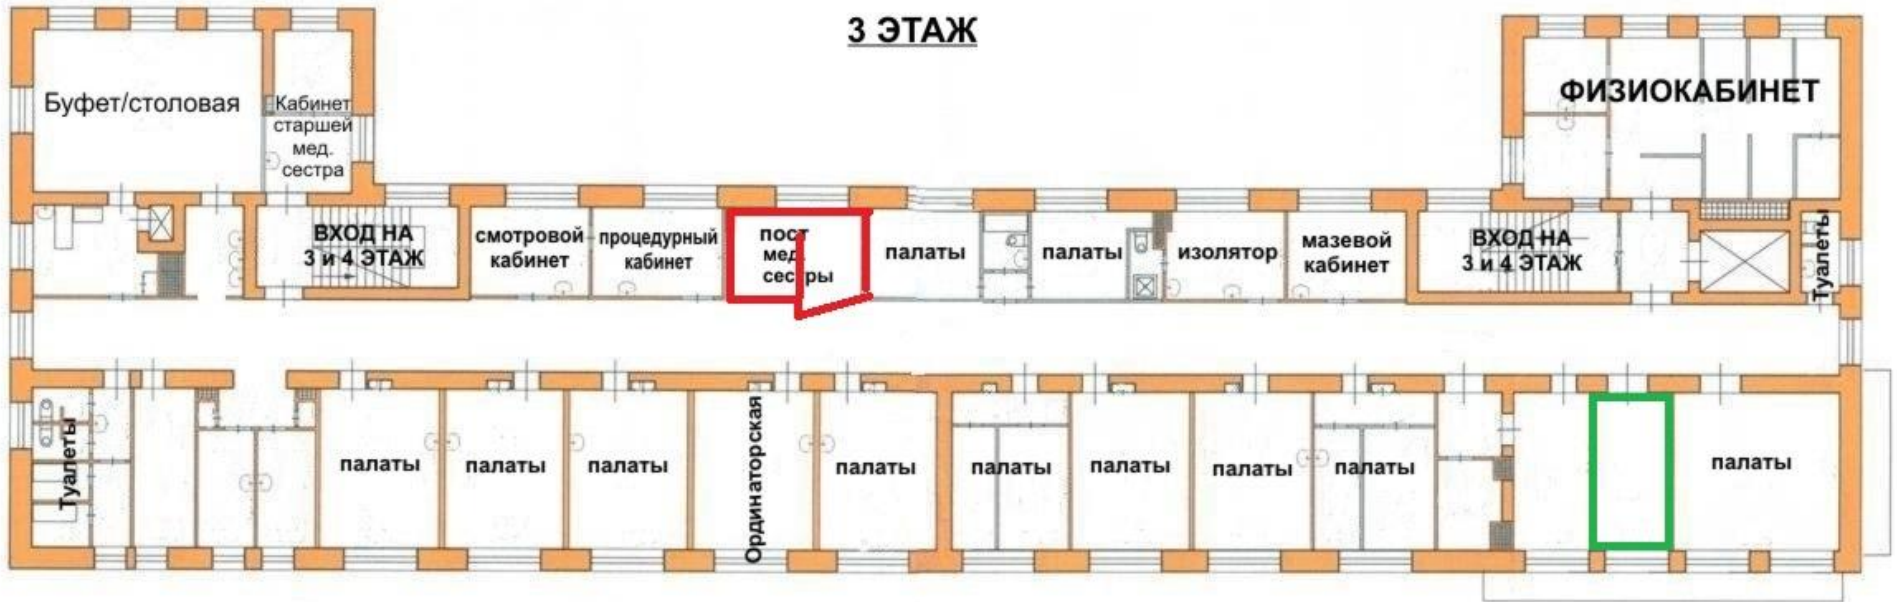 3 ЭТАЖ
Буфет/столовая
Кабинет
старшей
мед.
сестра
ФИЗИОКАБИНЕТ
ВХОД НА
3 и 4 ЭТАЖ
смотровой
кабинет
процедурный
кабинет
пост
мед.
сестры
палаты
палаты
изолятор
мазевой
кабинет
ВХОД НА
3 и 4 ЭТАЖ
Туалеты
Туалеты
палаты
палаты
палаты
Ординаторская
палаты
палаты
палаты
палаты
палаты
палаты